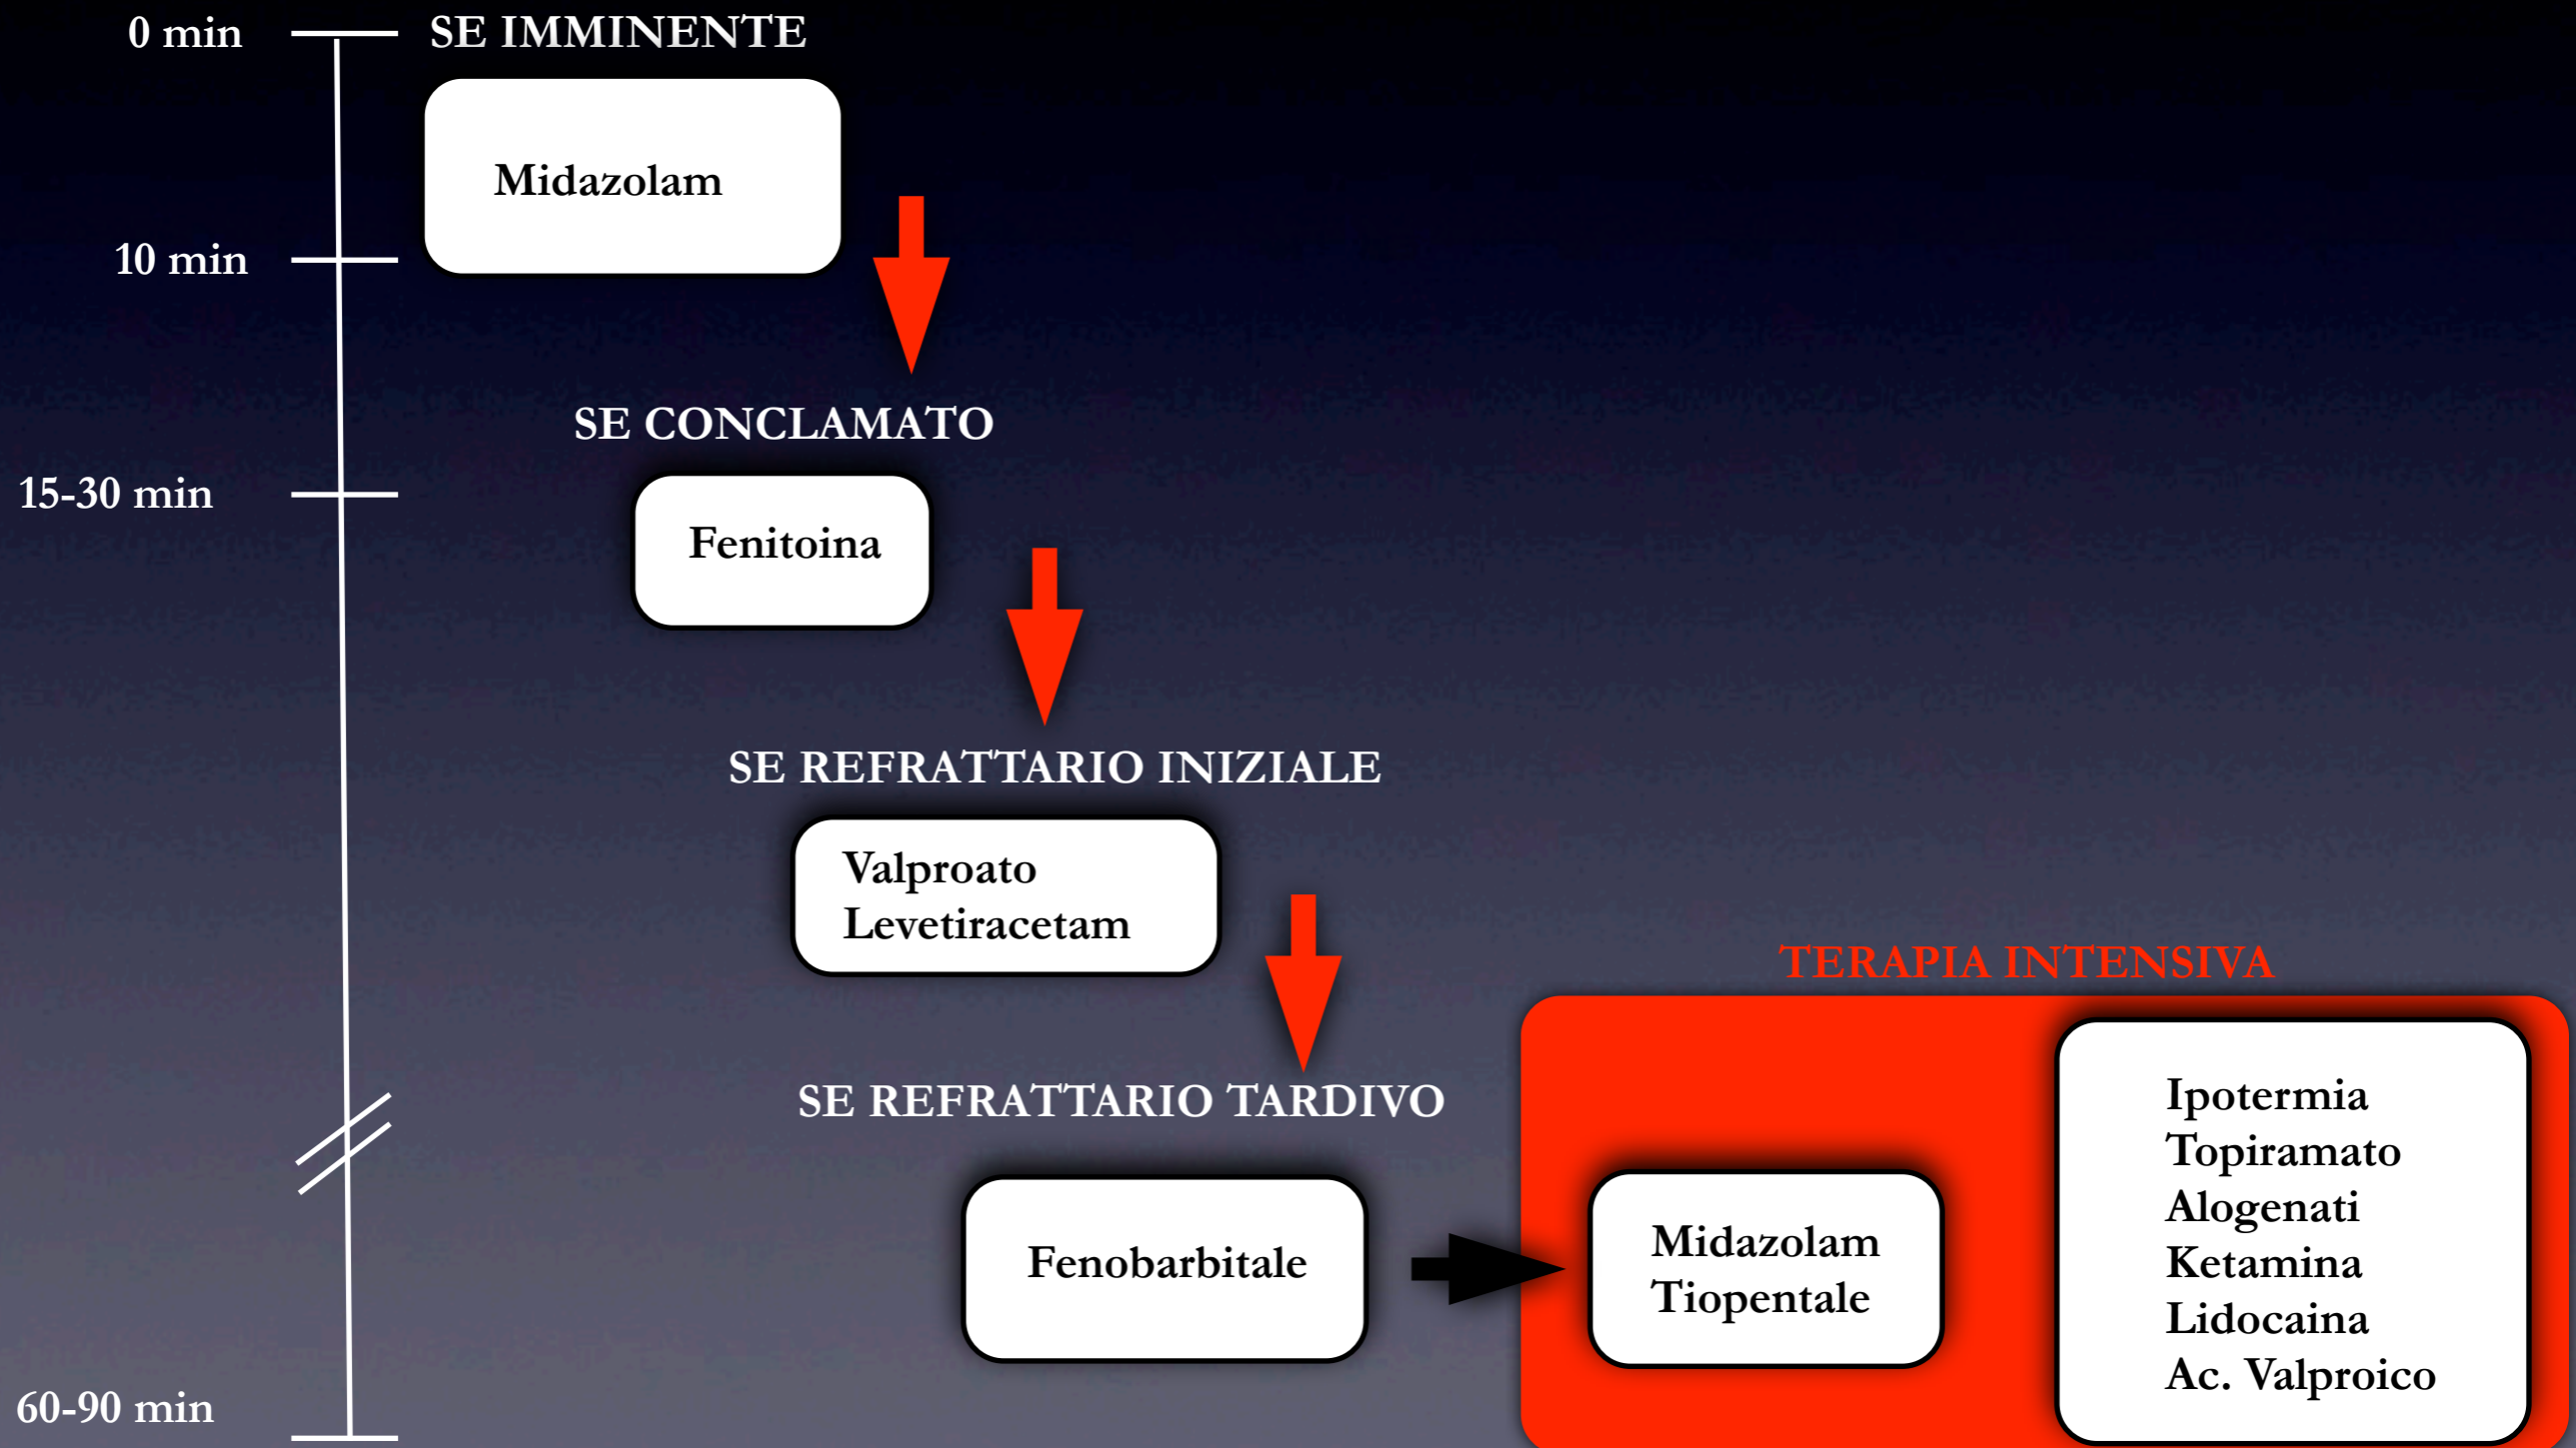 0 min
SE IMMINENTE
Midazolam
10 min
SE CONCLAMATO
15-30 min
Fenitoina
SE REFRATTARIO INIZIALE
Valproato
Levetiracetam
TERAPIA INTENSIVA
SE REFRATTARIO TARDIVO
Fenobarbitale
Midazolam
Tiopentale
Ipotermia
Topiramato
Alogenati
Ketamina
Lidocaina
Ac. Valproico
60-90 min